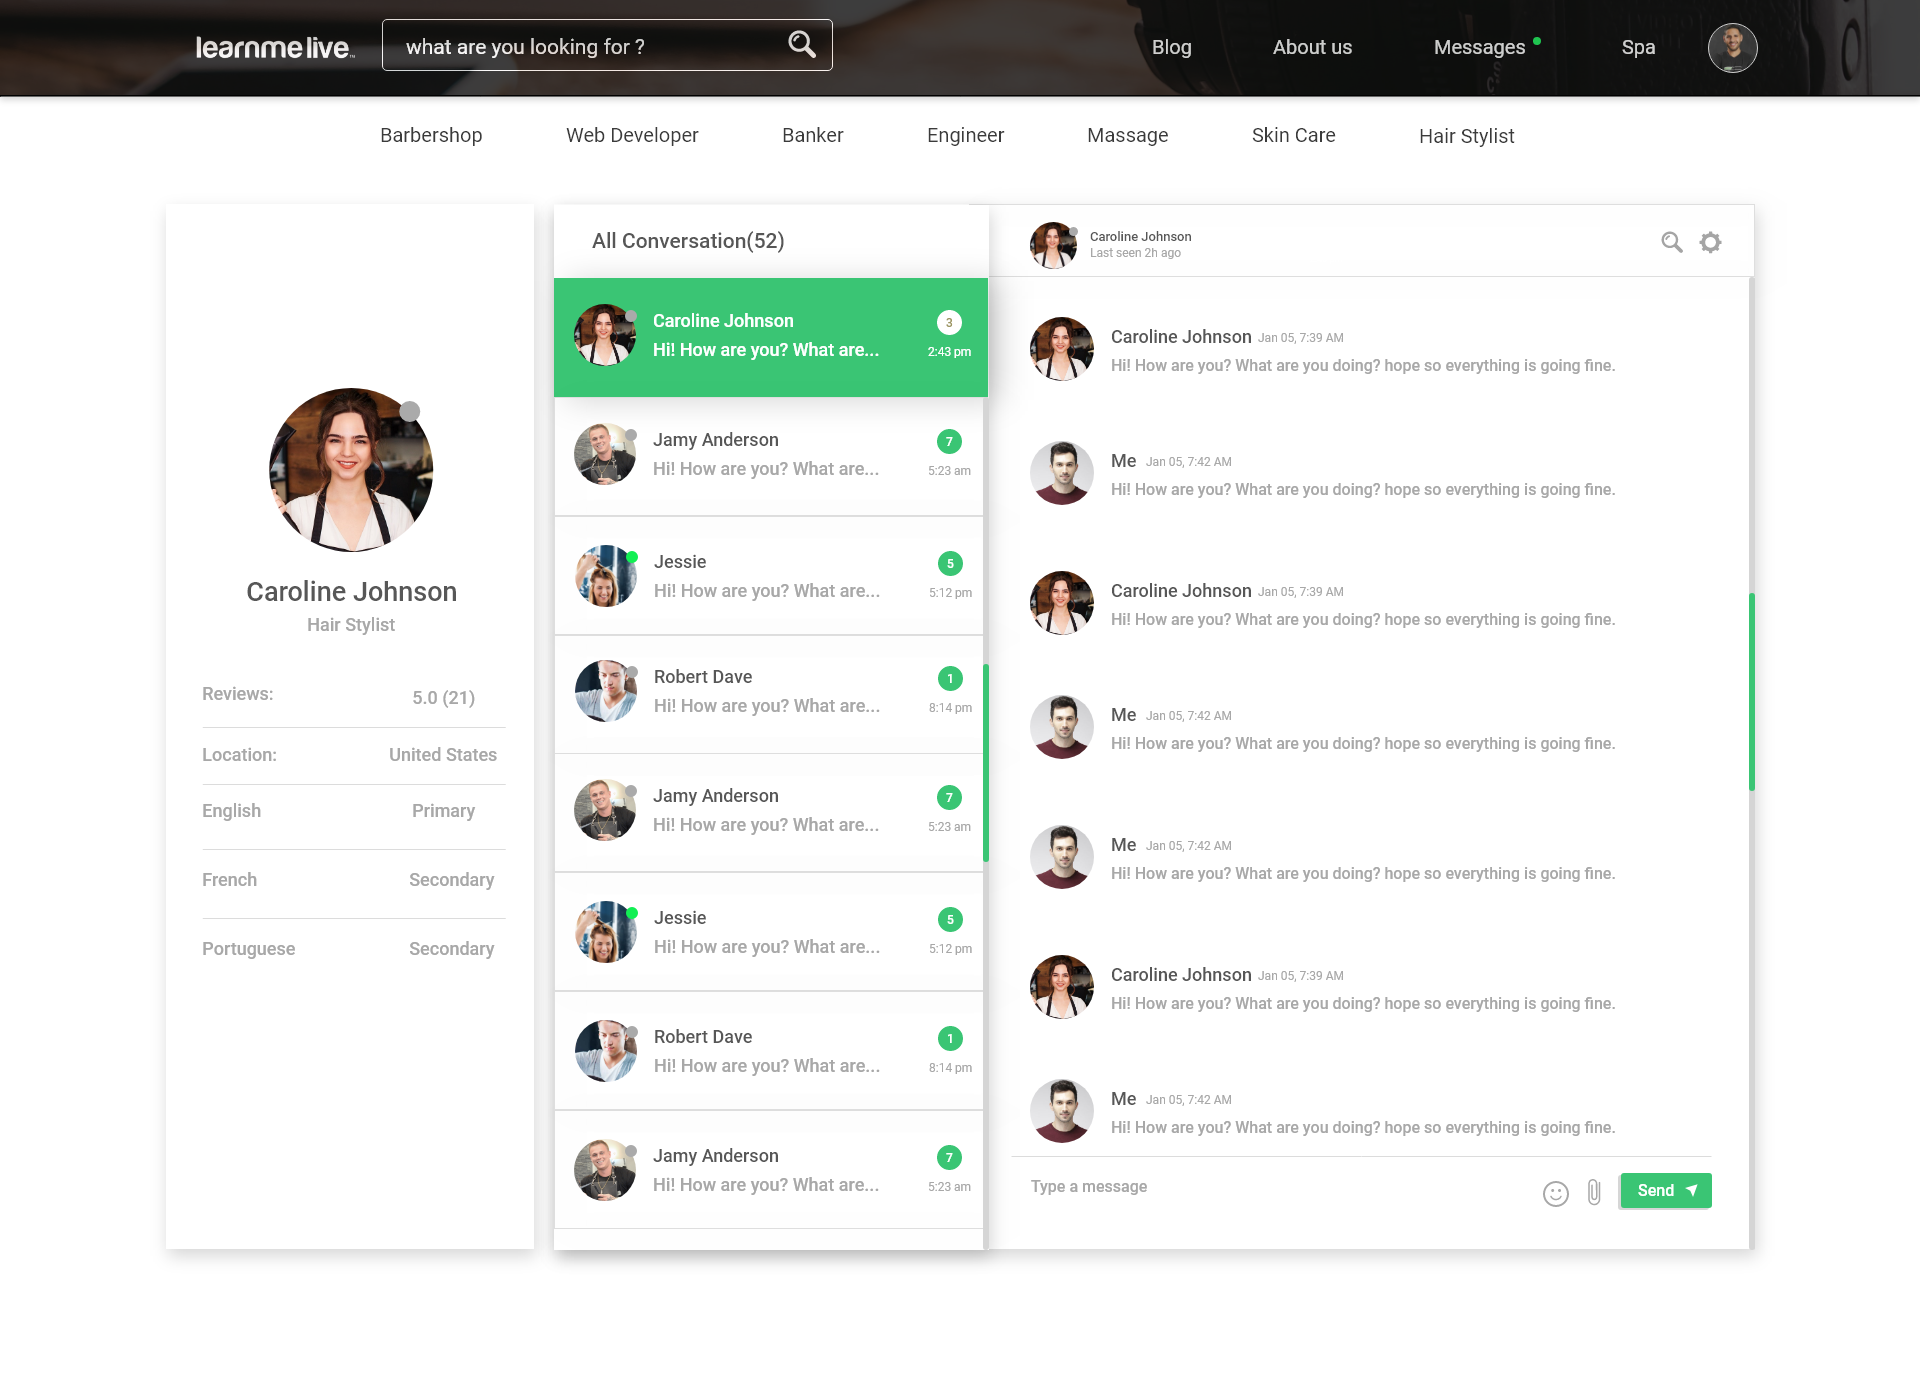 learnme live
what are you looking for ?
Blog
About us
Messages
Spa
Barbershop
Web Developer
Banker
Engineer
Massage
Skin Care
Hair Stylist
Caroline Johnson
Hair Stylist
Reviews:
5.0 (21)
Location:
United States
English
Primary
French
Secondary
Portuguese
Secondary
All Conversation(52)
Caroline Johnson
3
Hi! How are you? What are...
2:43 pm
Jamy Anderson
7
Hi! How are you? What are...
5:23 am
Jessie
5
Hi! How are you? What are...
5:12 pm
Robert Dave
1
Hi! How are you? What are...
8:14 pm
Jamy Anderson
7
Hi! How are you? What are...
5:23 am
Jessie
5
Hi! How are you? What are...
5:12 pm
Robert Dave
1
Hi! How are you? What are...
8:14 pm
Jamy Anderson
7
Hi! How are you? What are...
5:23 am
Caroline Johnson
Last seen 2h ago
Caroline Johnson Jan 05, 7:39 AM
Hi! How are you? What are you doing? hope so everything is going fine.
Me Jan 05, 7:42 AM
Hi! How are you? What are you doing? hope so everything is going fine.
Caroline Johnson Jan 05, 7:39 AM
Hi! How are you? What are you doing? hope so everything is going fine.
Me Jan 05, 7:42 AM
Hi! How are you? What are you doing? hope so everything is going fine.
Me Jan 05, 7:42 AM
Hi! How are you? What are you doing? hope so everything is going fine.
Caroline Johnson Jan 05, 7:39 AM
Hi! How are you? What are you doing? hope so everything is going fine.
Me Jan 05, 7:42 AM
Hi! How are you? What are you doing? hope so everything is going fine.
Type a message
Send